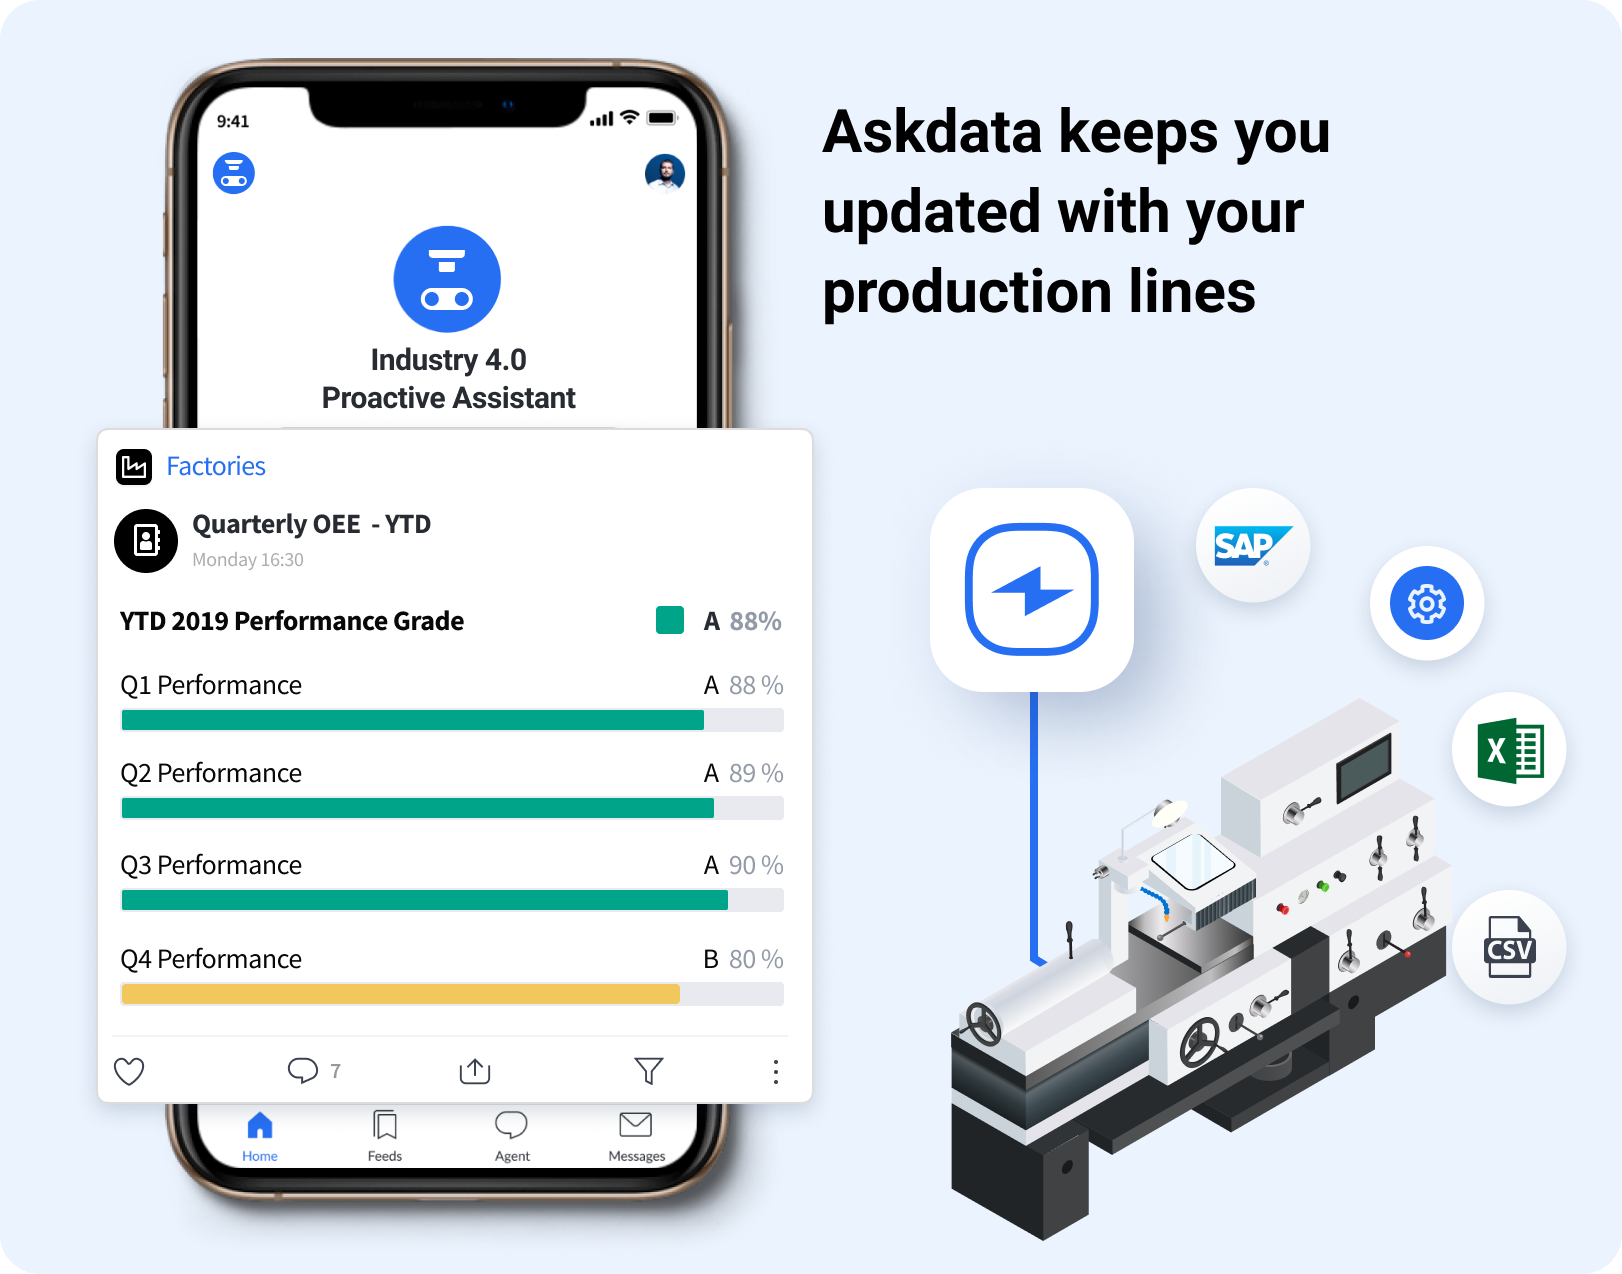 Askdata keeps you
updated with your
production lines
9:41
Industry 4.0
Proactive Assistant
Factories
Quarterly OEE - YTD
Monday 16:30
YTD 2019 Performance Grade A 88%
Q1 Performance A 88 %
Q2 Performance A 89 %
Q3 Performance A 90 %
Q4 Performance B 80 %
7
Home Feeds Agent Messages
SAP
X
CSV